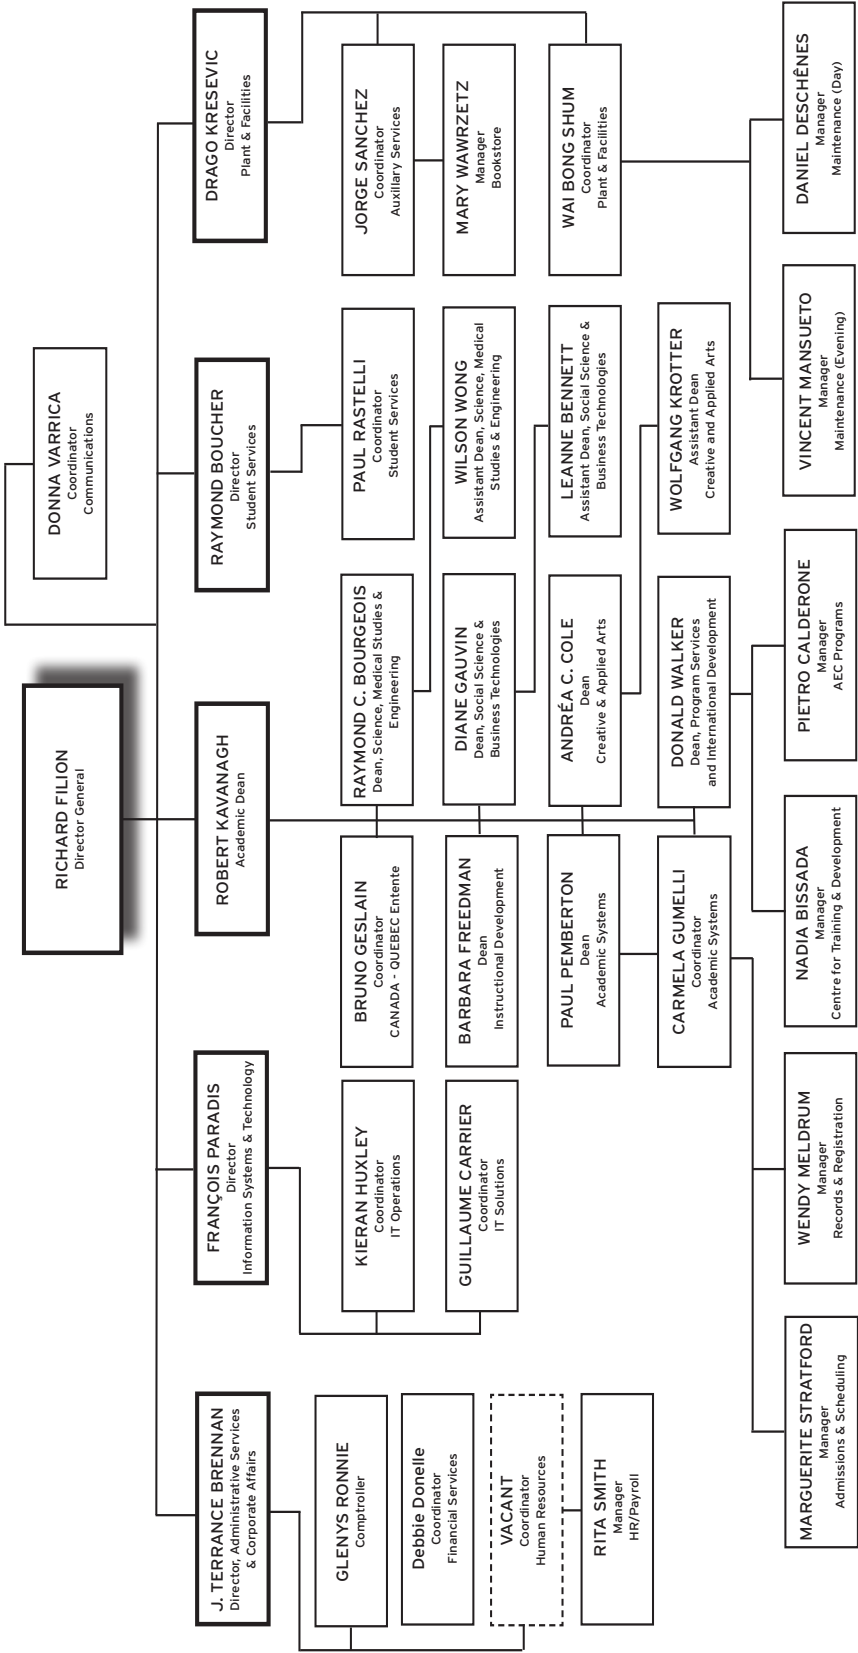 RICHARD FILION
Director General
DONNA VARRICA
Coordinator
Communications
J. TERRANCE BRENNAN
Director, Administrative Services
& Corporate Affairs
FRANÇOIS PARADIS
Director
Information Systems & Technology
ROBERT KAVANAGH
Academic Dean
RAYMOND BOUCHER
Director
Student Services
DRAGO KRESEVIC
Director
Plant & Facilities
GLENYS RONNIE
Comptroller
Debbie Donelle
Coordinator
Financial Services
VACANT
Coordinator
Human Resources
RITA SMITH
Manager
HR/Payroll
KIERAN HUXLEY
Coordinator
IT Operations
GUILLAUME CARRIER
Coordinator
IT Solutions
BRUNO GESLAIN
Coordinator
CANADA - QUEBEC Entente
BARBARA FREEDMAN
Dean
Instructional Development
PAUL PEMBERTON
Dean
Academic Systems
CARMELA GUMELLI
Coordinator
Academic Systems
RAYMOND C. BOURGEOIS
Dean, Science, Medical Studies &
Engineering
DIANE GAUVIN
Dean, Social Science &
Business Technologies
ANDRÉA C. COLE
Dean
Creative & Applied Arts
DONALD WALKER
Dean, Program Services
and International Development
PAUL RASTELLI
Coordinator
Student Services
WILSON WONG
Assistant Dean, Science, Medical
Studies & Engineering
LEANNE BENNETT
Assistant Dean, Social Science &
Business Technologies
WOLFGANG KROTTER
Assistant Dean
Creative and Applied Arts
JORGE SANCHEZ
Coordinator
Auxillary Services
MARY WAWRZETZ
Manager
Bookstore
WAI BONG SHUM
Coordinator
Plant & Facilities
MARGUERITE STRATFORD
Manager
Admissions & Scheduling
WENDY MELDRUM
Manager
Records & Registration
NADIA BISSADA
Manager
Centre for Training & Development
PIETRO CALDERONE
Manager
AEC Programs
VINCENT MANSUETO
Manager
Maintenance (Evening)
DANIEL DESCHÊNES
Manager
Maintenance (Day)